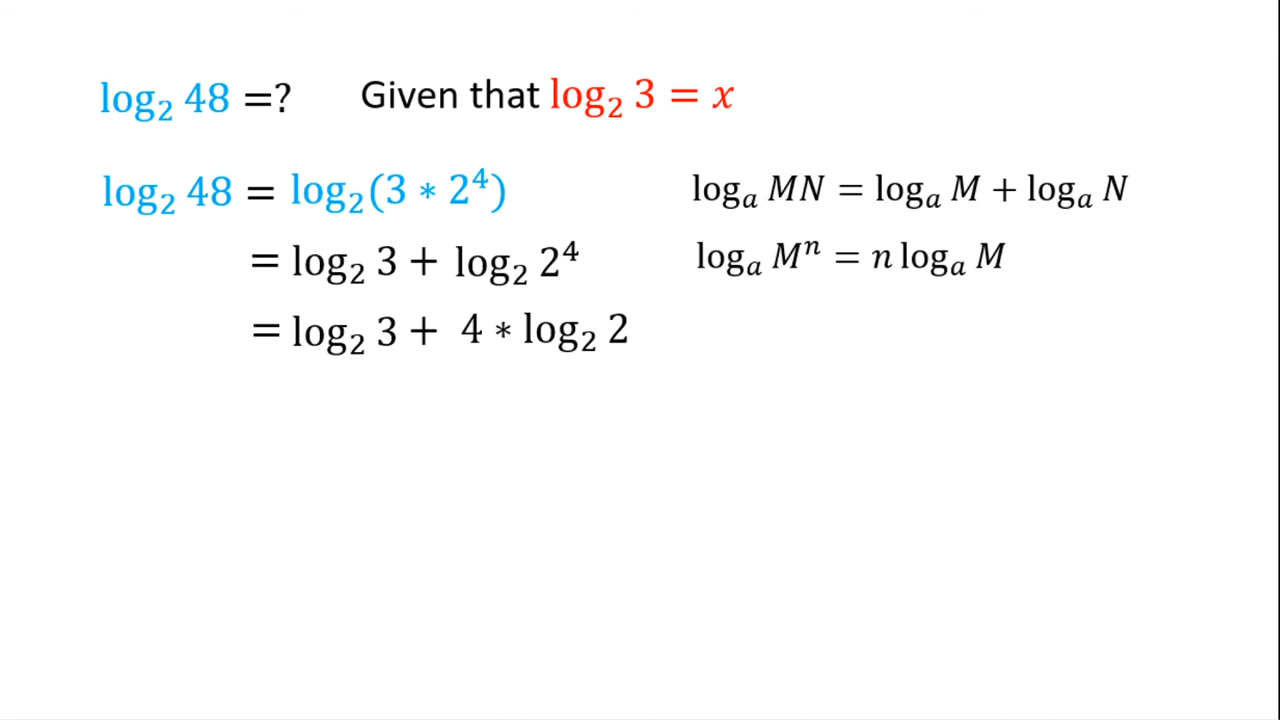 log₂ 48 =? Given that log₂ 3 = x
log₂ 48 = log₂(3 ∗ 2⁴) logₐ MN = logₐ M + logₐ N
= log₂ 3 + log₂ 2⁴ logₐ Mⁿ = n logₐ M
= log₂ 3 + 4 ∗ log₂ 2